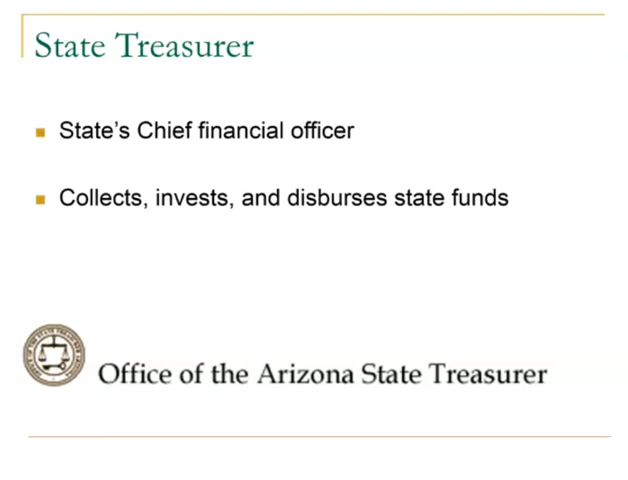 State Treasurer
State's Chief financial officer
Collects, invests, and disburses state funds
Office of the Arizona State Treasurer